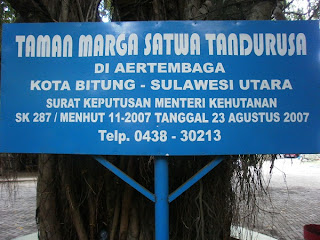 TAMAN MARGA SATWA TANDURUSA
DI AERTEMBAGA
KOTA BITUNG - SULAWESI UTARA
SURAT KEPUTUSAN MENTERI KEHUTANAN
SK 287 / MENHUT 11-2007 TANGGAL 23 AGUSTUS 2007
Telp. 0438 - 30213